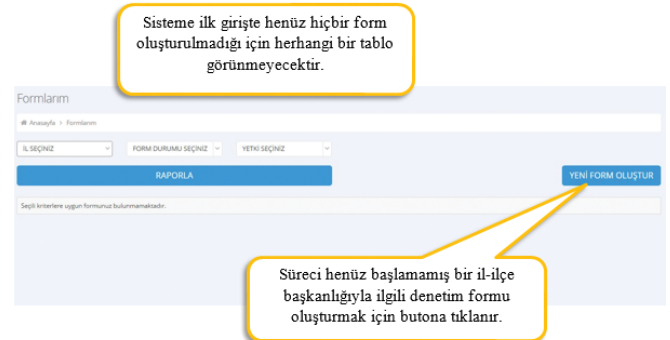 Sisteme ilk girişte henüz hiçbir form
oluşturulmadığı için herhangi bir tablo
görünmeyecektir.
Formlarım
Anasayfa > Formlarım
İL SEÇİNİZ
FORM DURUMU SEÇİNİZ
YETKİ SEÇİNİZ
RAPORLA
YENİ FORM OLUŞTUR
Seçili kriterlere uygun formunuz bulunmamaktadır.
Süreci henüz başlamamış bir il-ilçe
başkanlığıyla ilgili denetim formu
oluşturmak için butona tıklanır.